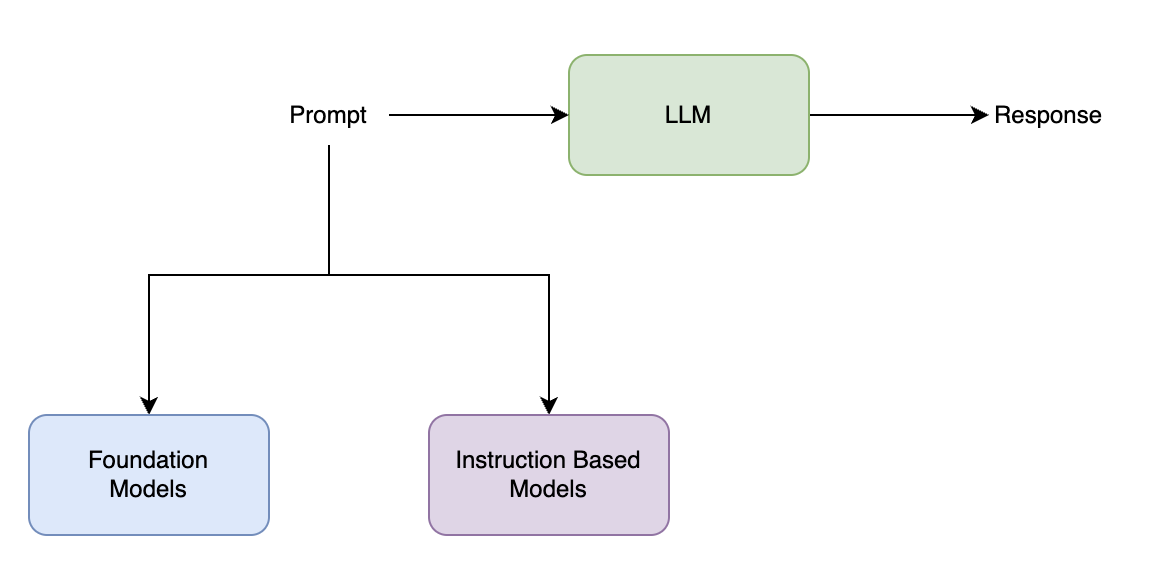 Prompt
LLM
Response
Foundation
Models
Instruction Based
Models